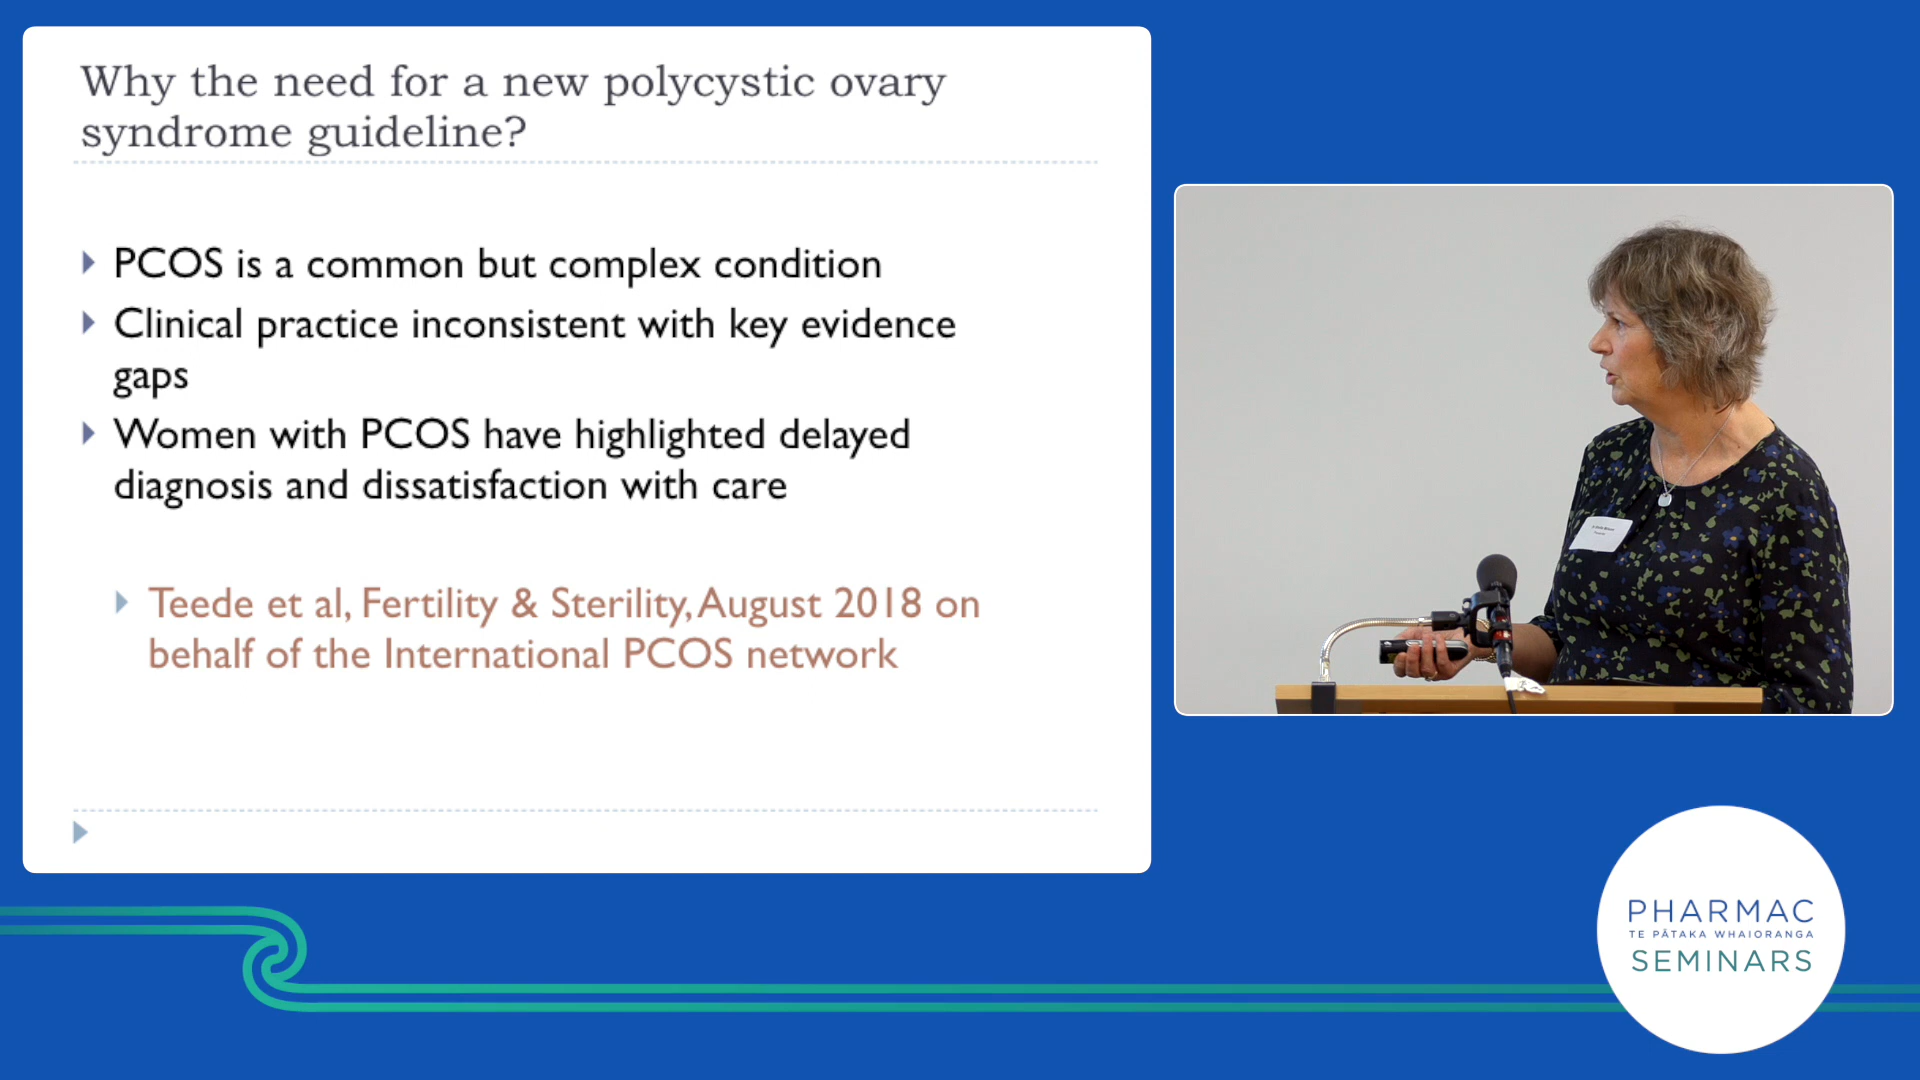 Why the need for a new polycystic ovary
syndrome guideline?
PCOS is a common but complex condition
Clinical practice inconsistent with key evidence
gaps
Women with PCOS have highlighted delayed
diagnosis and dissatisfaction with care
Teede et al, Fertility & Sterility, August 2018 on
behalf of the International PCOS network
PHARMAC
TE PĀTAKA WHAIORANGA
SEMINARS